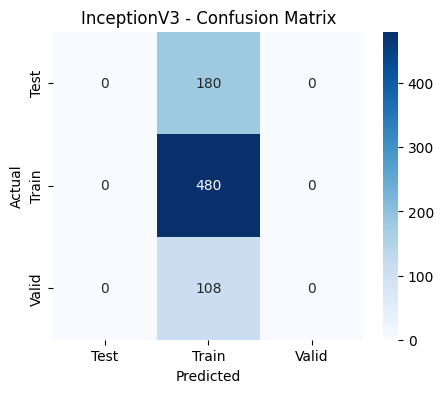 InceptionV3 - Confusion Matrix
Test 0 180 0
Train 0 480 0
Valid 0 108 0
Test Train Valid
Predicted
Actual
400
300
200
100
0